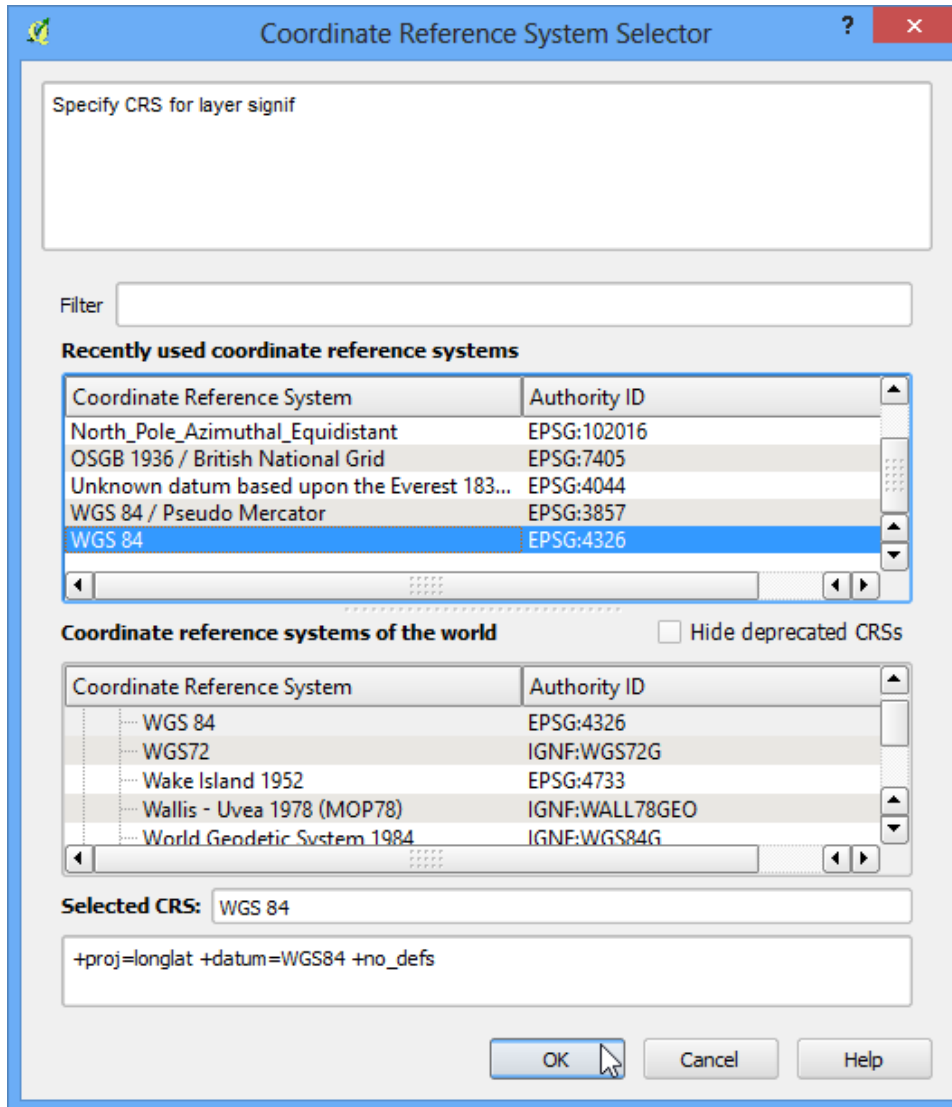 Coordinate Reference System Selector ?
Specify CRS for layer signif
Filter
Recently used coordinate reference systems
Coordinate Reference System Authority ID
North_Pole_Azimuthal_Equidistant EPSG:102016
OSGB 1936 / British National Grid EPSG:7405
Unknown datum based upon the Everest 183... EPSG:4044
WGS 84 / Pseudo Mercator EPSG:3857
WGS 84 EPSG:4326
Coordinate reference systems of the world Hide deprecated CRSs
Coordinate Reference System Authority ID
WGS 84 EPSG:4326
WGS72 IGNF:WGS72G
Wake Island 1952 EPSG:4733
Wallis - Uvea 1978 (MOP78) IGNF:WALL78GEO
World Geodetic System 1984 IGNF:WGS84G
Selected CRS: WGS 84
+proj=longlat +datum=WGS84 +no_defs
OK Cancel Help